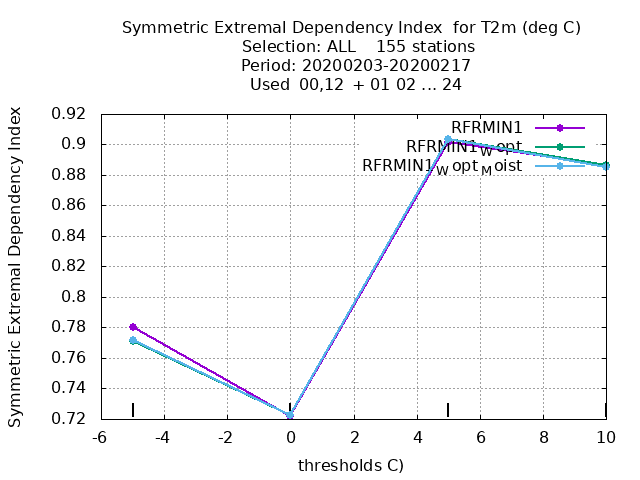 Symmetric Extremal Dependency Index for T2m (deg C)
Selection: ALL 155 stations
Period: 20200203-20200217
Used 00,12 + 01 02 ... 24
Symmetric Extremal Dependency Index
0.92
0.9
0.88
0.86
0.84
0.82
0.8
0.78
0.76
0.74
0.72
RFRMIN1
RFRMIN1Wopt
RFRMIN1WoptMoist
-6 -4 -2 0 2 4 6 8 10
thresholds C)